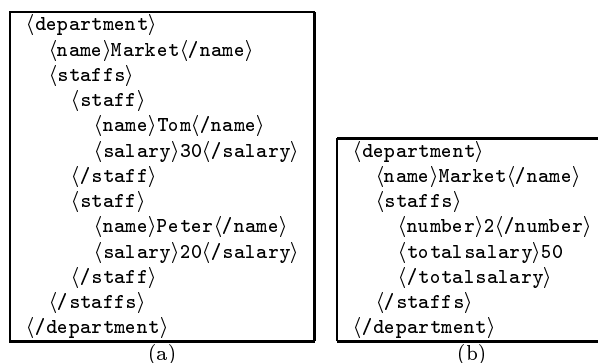 ⟨department⟩
⟨name⟩Market⟨/name⟩
⟨staffs⟩
⟨staff⟩
⟨name⟩Tom⟨/name⟩
⟨salary⟩30⟨/salary⟩
⟨/staff⟩
⟨staff⟩
⟨name⟩Peter⟨/name⟩
⟨salary⟩20⟨/salary⟩
⟨/staff⟩
⟨/staffs⟩
⟨/department⟩
(a)
⟨department⟩
⟨name⟩Market⟨/name⟩
⟨staffs⟩
⟨number⟩2⟨/number⟩
⟨totalsalary⟩50
⟨/totalsalary⟩
⟨/staffs⟩
⟨/department⟩
(b)